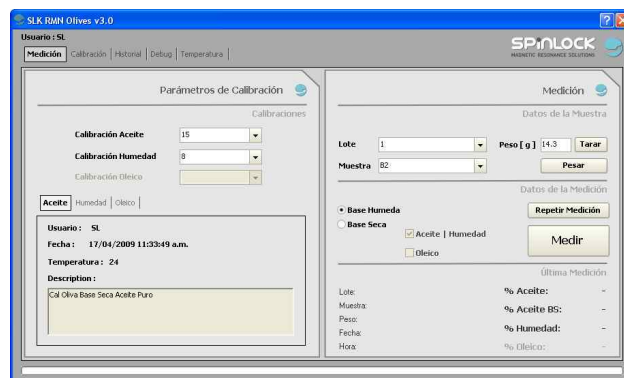 SLK RMN Olives v3.0
Usuario : SL
Medición Calibración Historial Debug Temperatura
SPINLOCK
MAGNETIC RESONANCE SOLUTIONS
Parámetros de Calibración
Calibraciones
Calibración Aceite 15
Calibración Humedad 8
Calibración Oleico
Aceite Humedad Oleico
Usuario : SL
Fecha : 17/04/2009 11:33:49 a.m.
Temperatura : 24
Description :
Cal Oliva Base Seca Aceite Puro
Medición
Datos de la Muestra
Lote 1 Peso [ g ] 14.3 Tarar
Muestra B2 Pesar
Datos de la Medición
Base Humeda Repetir Medición
Base Seca
Aceite | Humedad Medir
Oleico
Última Medición
Lote: % Aceite: -
Muestra: % Aceite BS: -
Peso:
Fecha: % Humedad: -
Hora: % Oleico: -